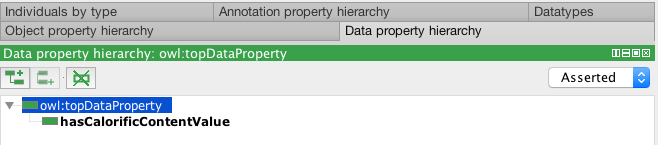 Individuals by type Annotation property hierarchy Datatypes
Object property hierarchy Data property hierarchy
Data property hierarchy: owl:topDataProperty
Asserted
owl:topDataProperty
hasCalorificContentValue